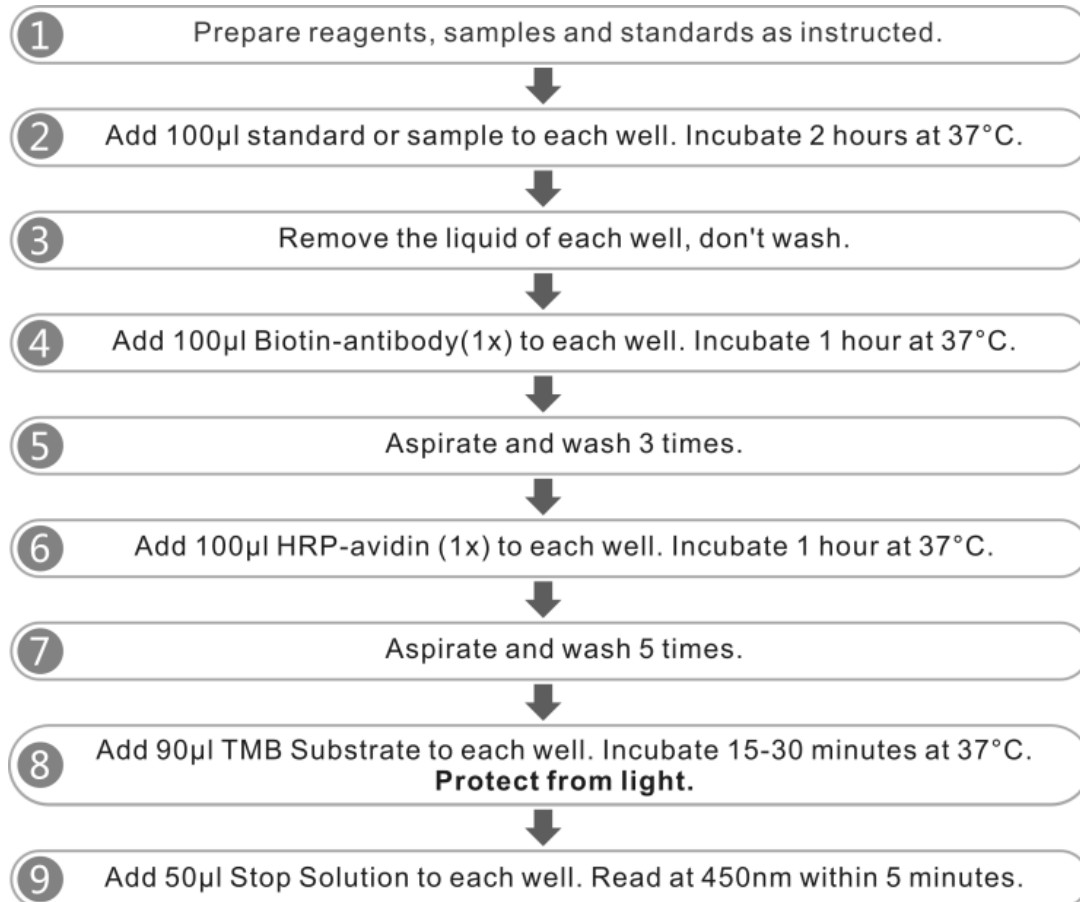 1 Prepare reagents, samples and standards as instructed.
2 Add 100µl standard or sample to each well. Incubate 2 hours at 37°C.
3 Remove the liquid of each well, don't wash.
4 Add 100µl Biotin-antibody(1x) to each well. Incubate 1 hour at 37°C.
5 Aspirate and wash 3 times.
6 Add 100µl HRP-avidin (1x) to each well. Incubate 1 hour at 37°C.
7 Aspirate and wash 5 times.
8 Add 90µl TMB Substrate to each well. Incubate 15-30 minutes at 37°C.
Protect from light.
9 Add 50µl Stop Solution to each well. Read at 450nm within 5 minutes.